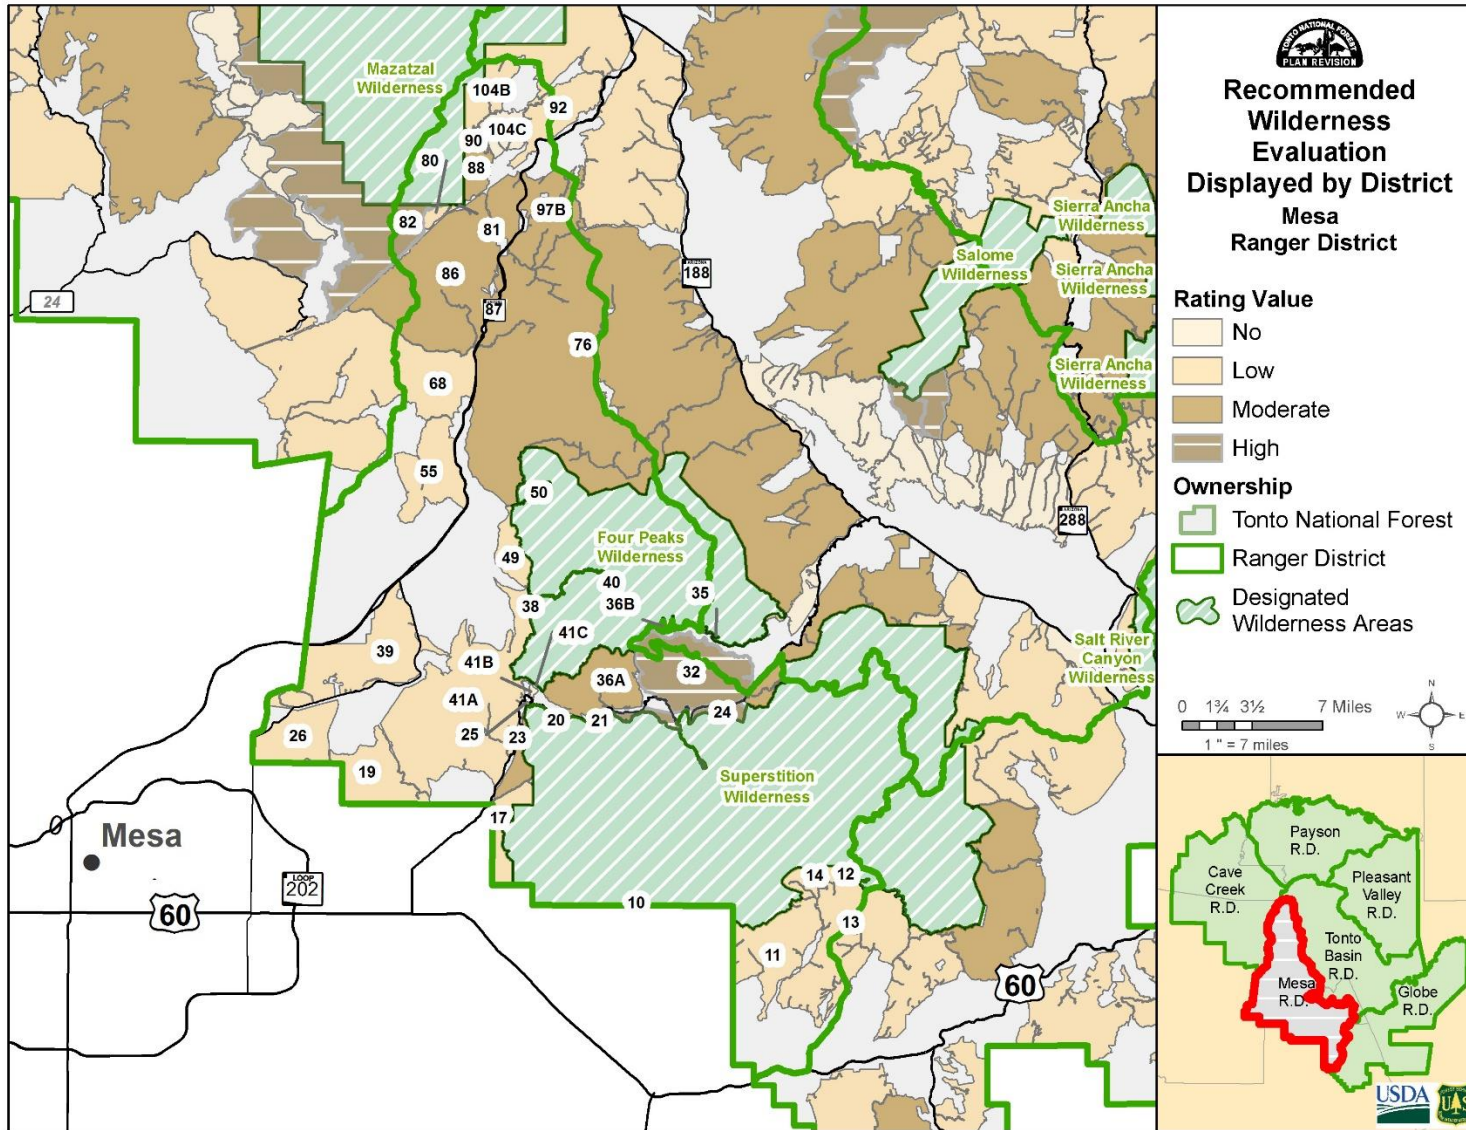 Mazatzal
Wilderness
104B
92
104C
90
80
88
82
97B
81
86
87
24
76
68
55
50
49
Four Peaks
Wilderness
40
36B
35
38
41C
39
41B
36A
32
41A
20
21
24
25
23
26
19
17
Superstition
Wilderness
14
12
13
10
11
188
288
Sierra Ancha
Wilderness
Salome
Wilderness
Sierra Ancha
Wilderness
Sierra Ancha
Wilderness
Salt River
Canyon
Wilderness
Mesa
LOOP
202
60
60
TONTO NATIONAL FOREST
PLAN REVISION
Recommended
Wilderness
Evaluation
Displayed by District
Mesa
Ranger District
Rating Value
No
Low
Moderate
High
Ownership
Tonto National Forest
Ranger District
Designated
Wilderness Areas
0 1¾ 3½ 7 Miles
1 " = 7 miles
N
W E
S
Payson
R.D.
Cave
Creek
R.D.
Pleasant
Valley
R.D.
Tonto
Basin
R.D.
Mesa
R.D.
Globe
R.D.
USDA